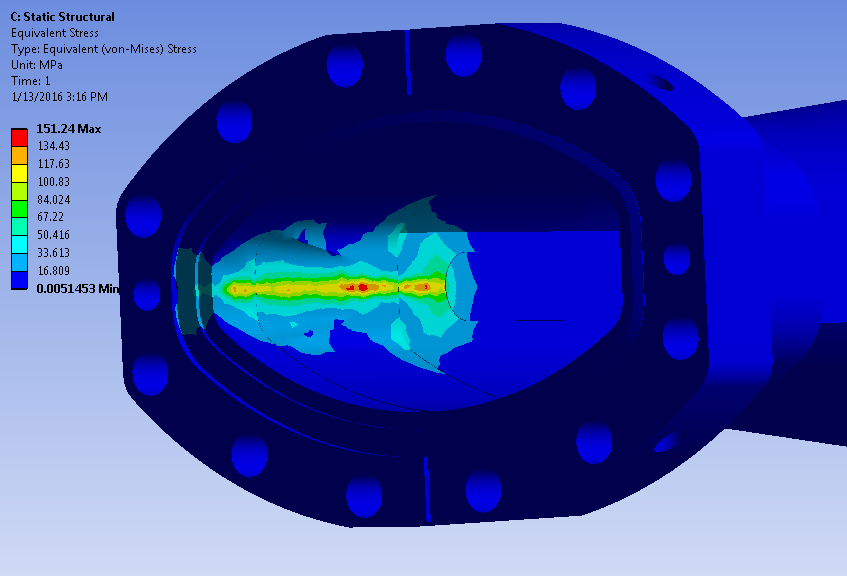 C: Static Structural
Equivalent Stress
Type: Equivalent (von-Mises) Stress
Unit: MPa
Time: 1
1/13/2016 3:16 PM
151.24 Max
134.43
117.63
100.83
84.024
67.22
50.416
33.613
16.809
0.0051453 Min